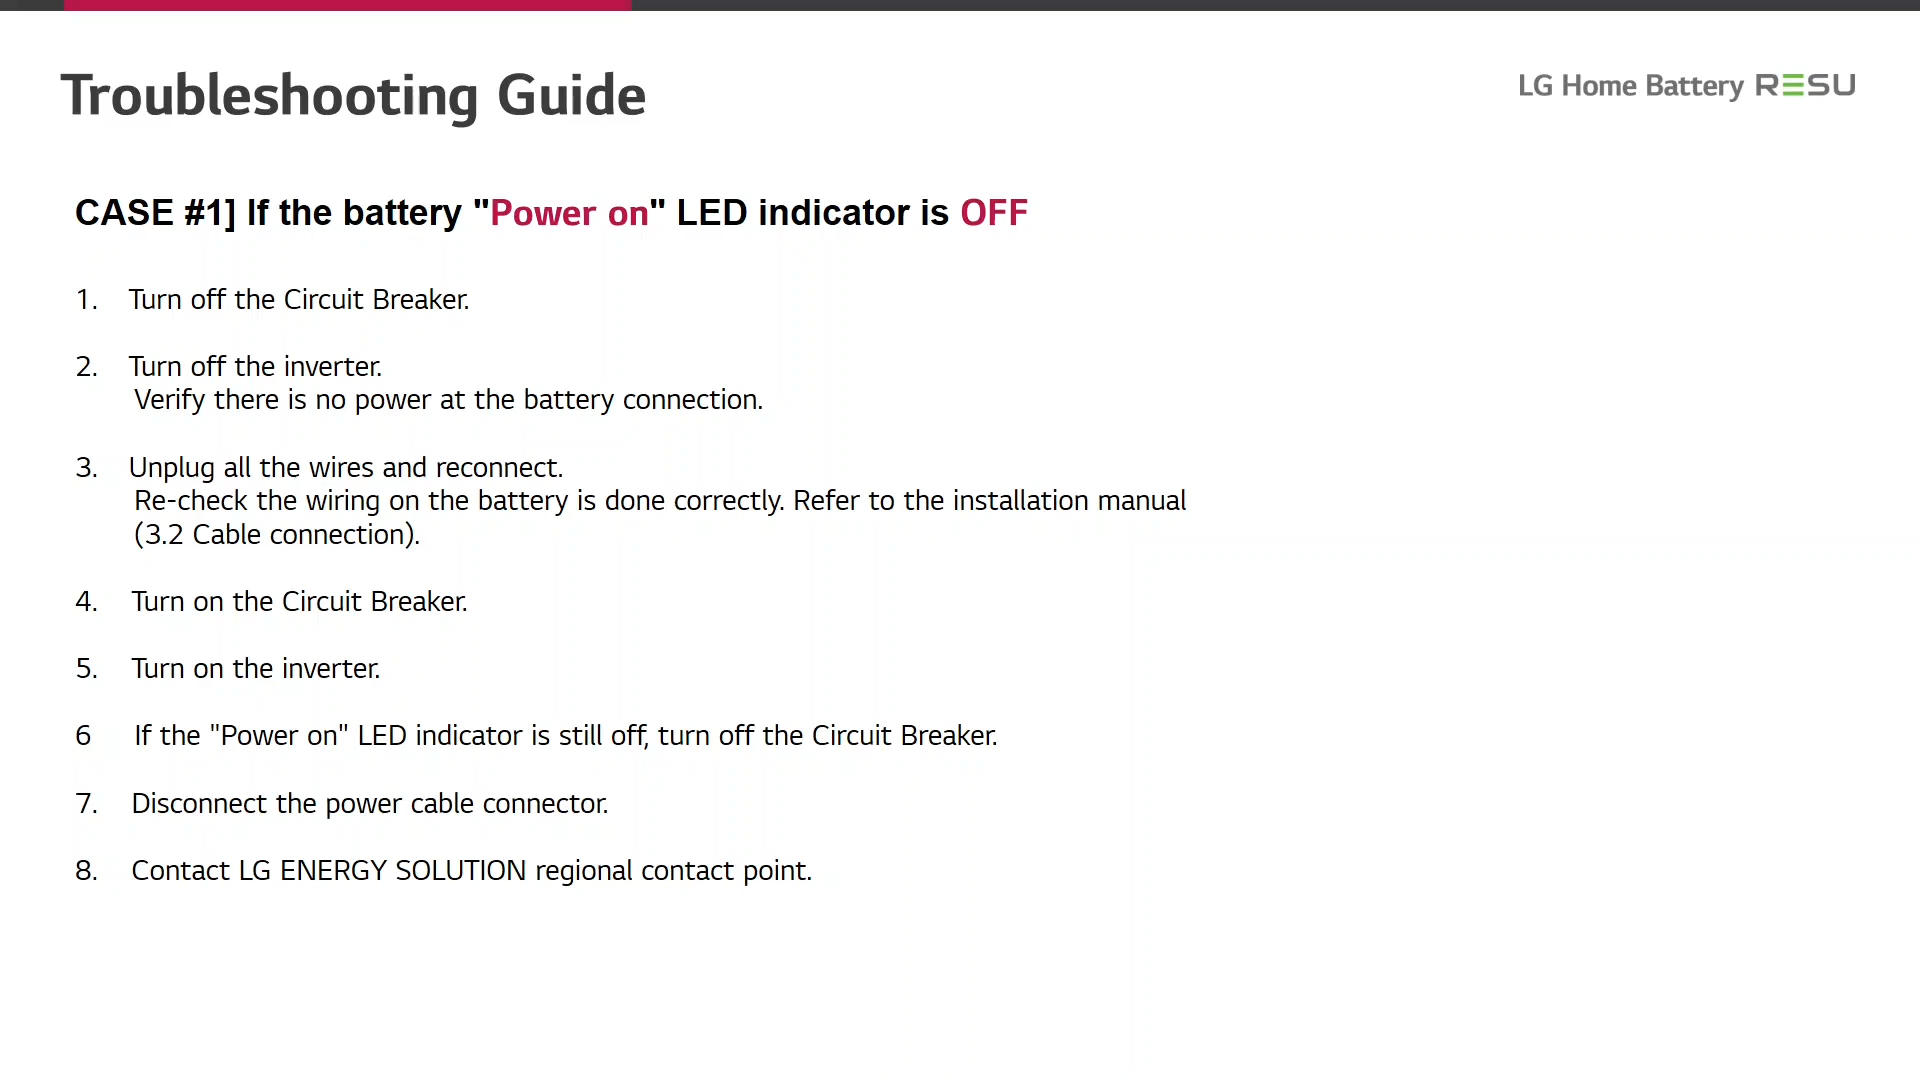 Troubleshooting Guide
LG Home Battery RESU
CASE #1] If the battery "Power on" LED indicator is OFF
1. Turn off the Circuit Breaker.
2. Turn off the inverter.
Verify there is no power at the battery connection.
3. Unplug all the wires and reconnect.
Re-check the wiring on the battery is done correctly. Refer to the installation manual
(3.2 Cable connection).
4. Turn on the Circuit Breaker.
5. Turn on the inverter.
6 If the "Power on" LED indicator is still off, turn off the Circuit Breaker.
7. Disconnect the power cable connector.
8. Contact LG ENERGY SOLUTION regional contact point.